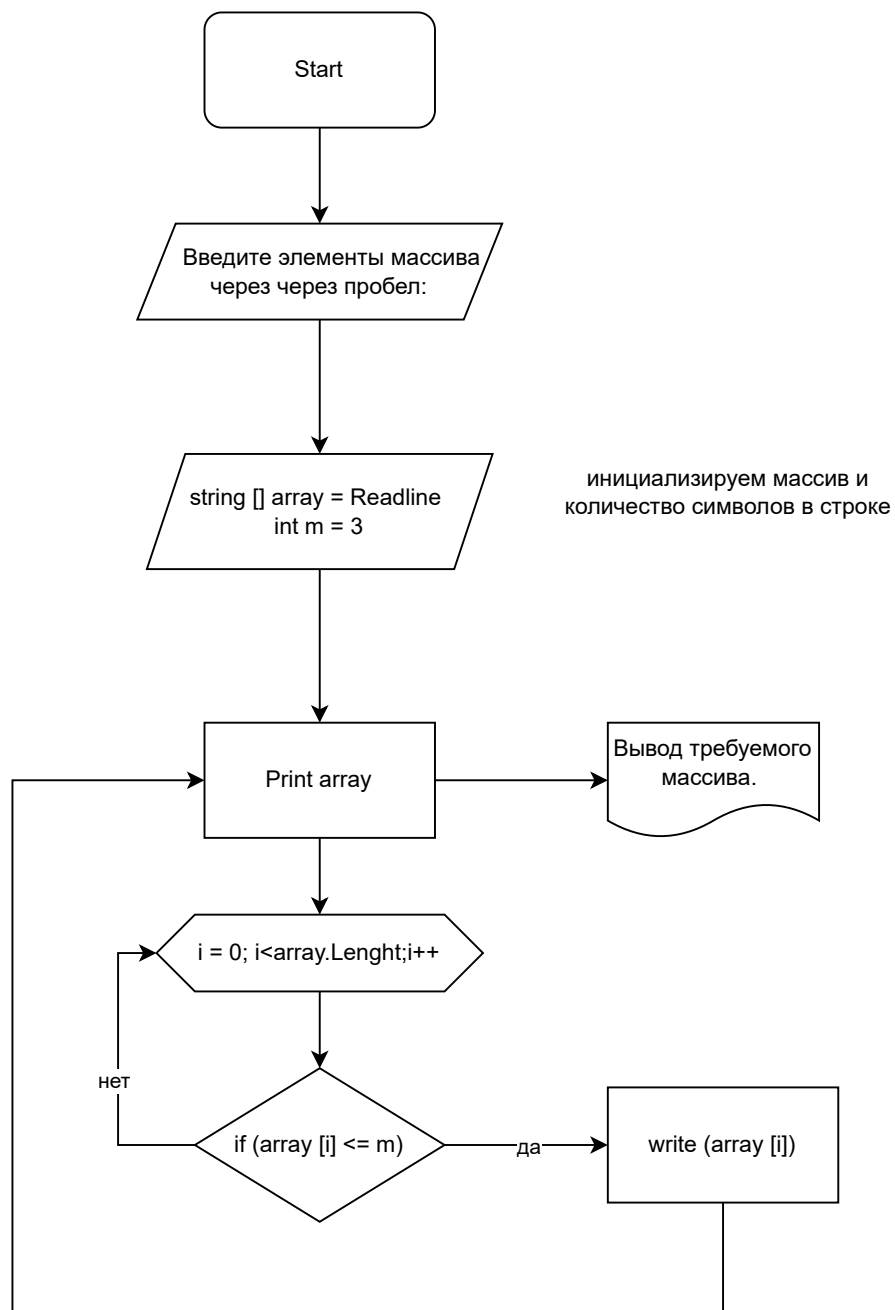 Start
Введите элементы массива
через через пробел:
string [] array = Readline
int m = 3
инициализируем массив и
количество символов в строке
Print array
Вывод требуемого
массива.
i = 0; i<array.Lenght;i++
нет
if (array [i] <= m)
да
write (array [i])